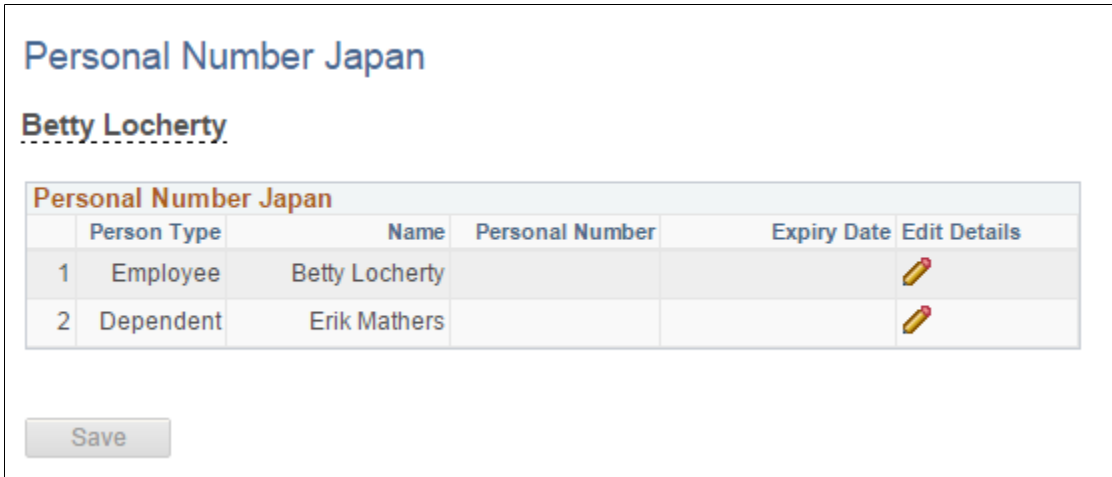 Personal Number Japan
Betty Locherty
Personal Number Japan
Person Type Name Personal Number Expiry Date Edit Details
1 Employee Betty Locherty
2 Dependent Erik Mathers
Save